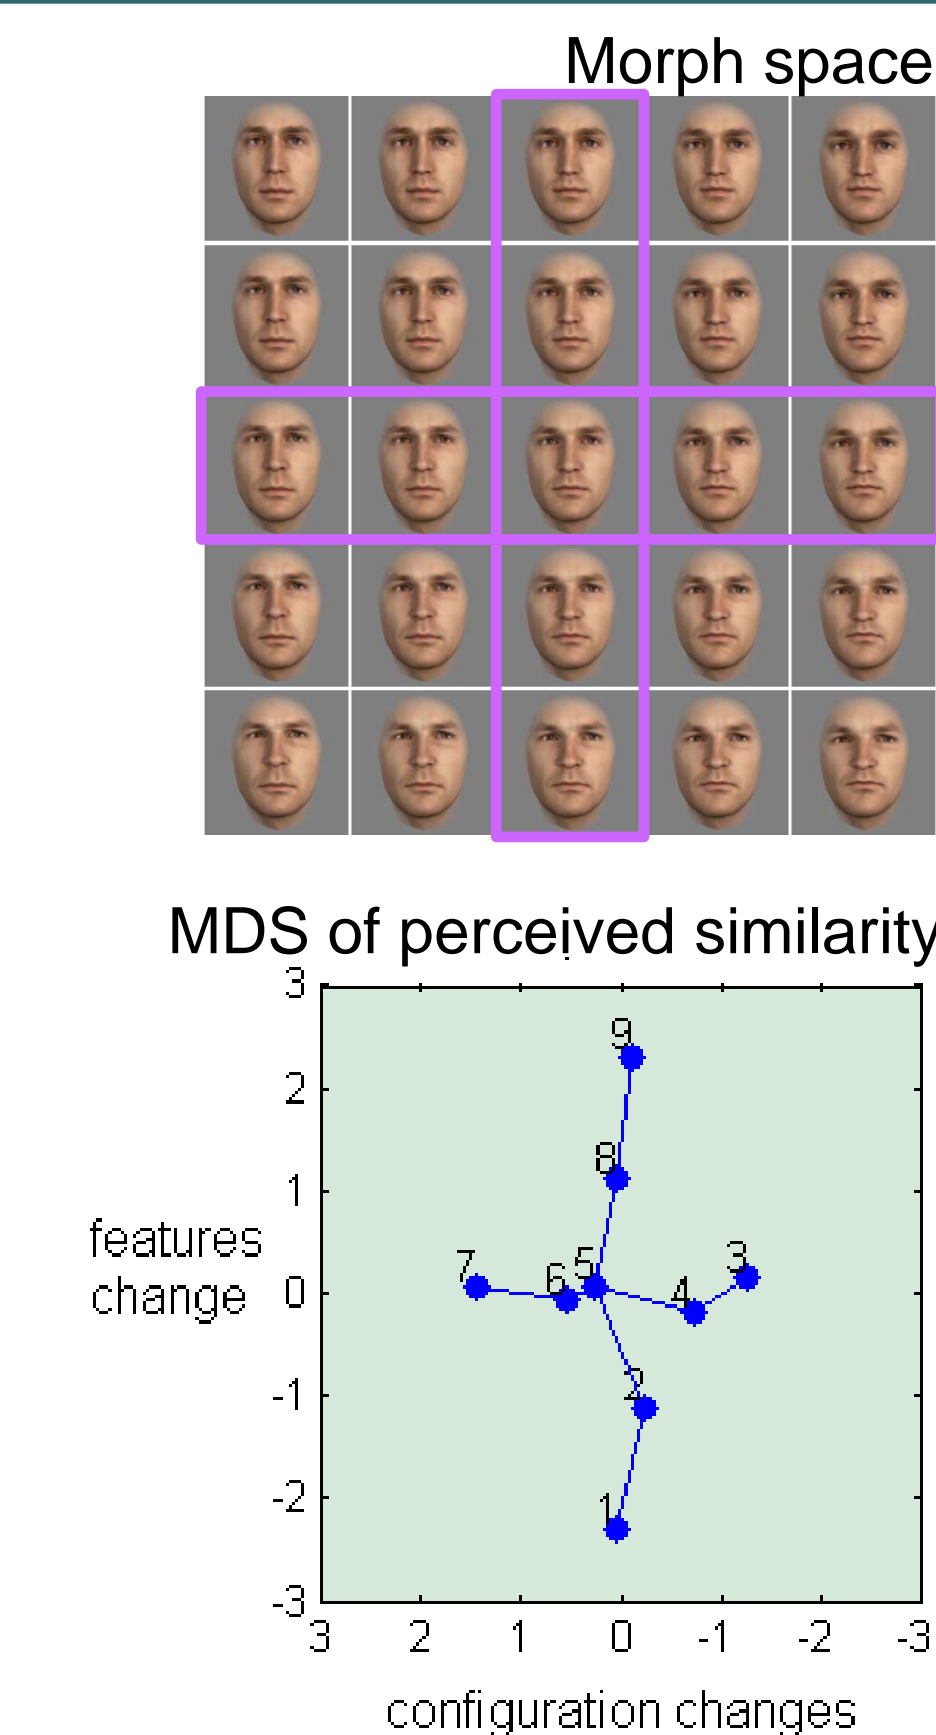 Morph space
MDS of perceived similarity
3
2
1
0
-1
-2
-3
features
change
9
8
7
6
5
4
3
2
1
3 2 1 0 -1 -2 -3
configuration changes